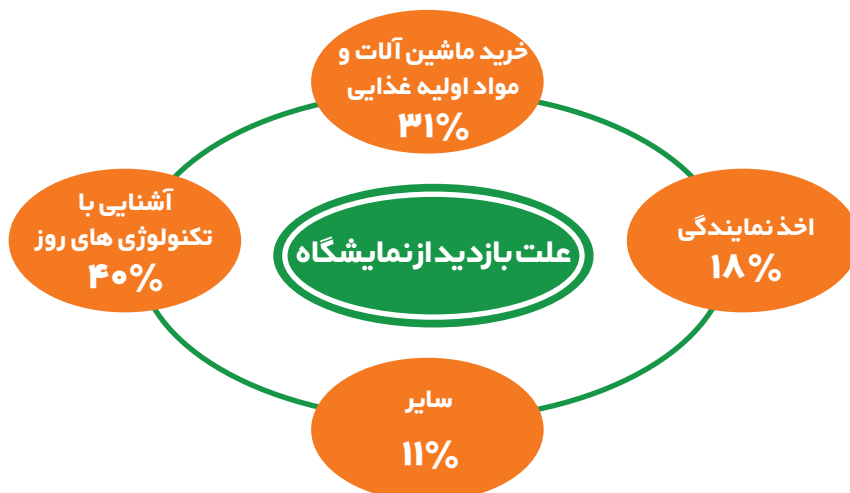 خرید ماشین آلات و
مواد اولیه غذایی
۳۱%
آشنایی با
تکنولوژی های روز
۴۰%
علت بازدید از نمایشگاه
اخذ نمایندگی
۱۸%
سایر
۱۱%